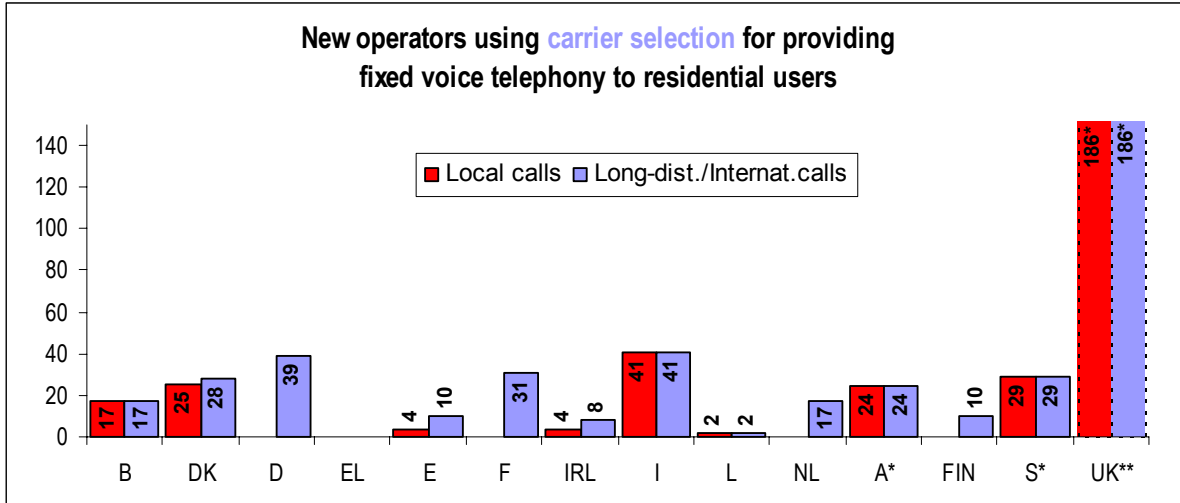 New operators using carrier selection for providing
fixed voice telephony to residential users
Local calls Long-dist./Internat.calls
140
120
100
80
60
40
20
0
17 17 25 28 39 4 10 31 4 8 41 41 2 2 17 24 24 10 29 29 186* 186*
B DK D EL E F IRL I L NL A* FIN S* UK**